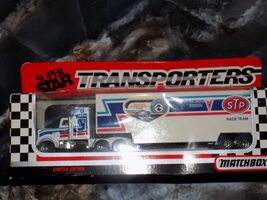 SUPER
STAR
TRANSPORTERS
STP
RACE TEAM
LIMITED EDITION
MATCHBOX